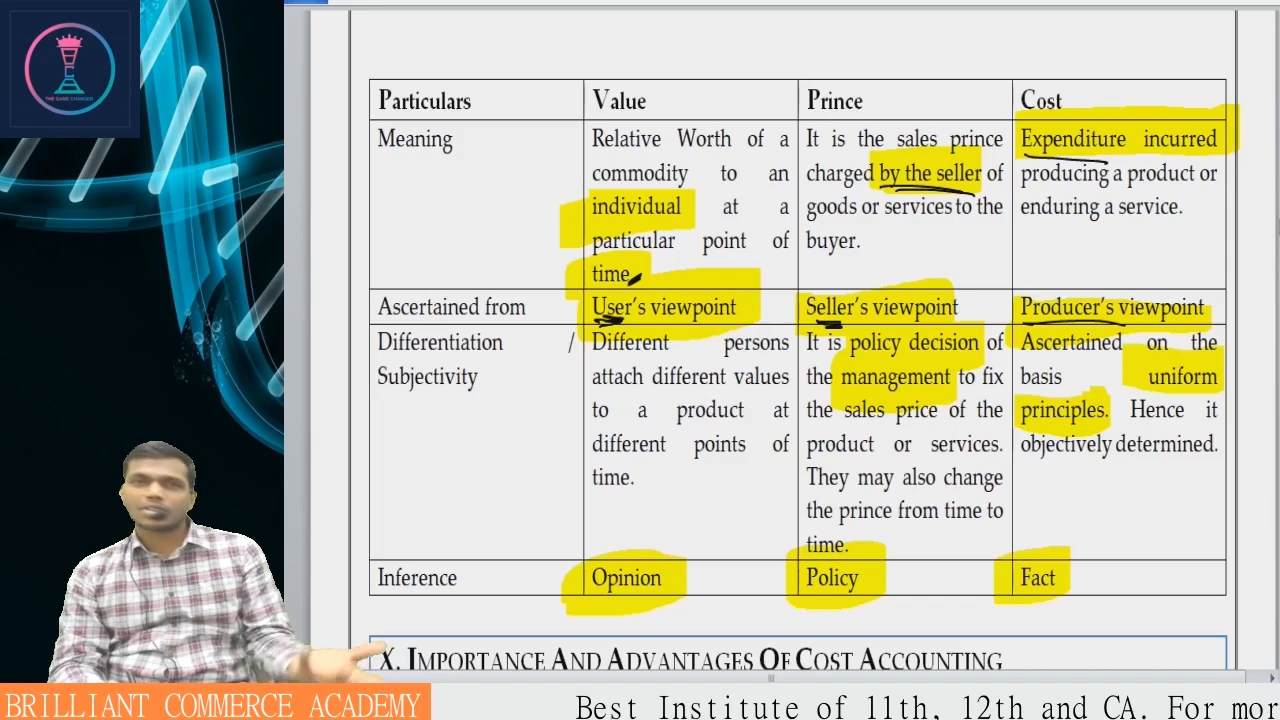 THE GAME CHANGER
Particulars Value Prince Cost
Meaning
Relative Worth of a
commodity to an
individual at a
particular point of
time.
It is the sales prince
charged by the seller of
goods or services to the
buyer.
Expenditure incurred
producing a product or
enduring a service.
Ascertained from User's viewpoint Seller's viewpoint Producer's viewpoint
Differentiation /
Subjectivity
Different persons
attach different values
to a product at
different points of
time.
It is policy decision of
the management to fix
the sales price of the
product or services.
They may also change
the prince from time to
time.
Ascertained on the
basis uniform
principles. Hence it
objectively determined.
Inference Opinion Policy Fact
X. IMPORTANCE AND ADVANTAGES OF COST ACCOUNTING
BRILLIANT COMMERCE ACADEMY
Best Institute of 11th, 12th and CA. For mor